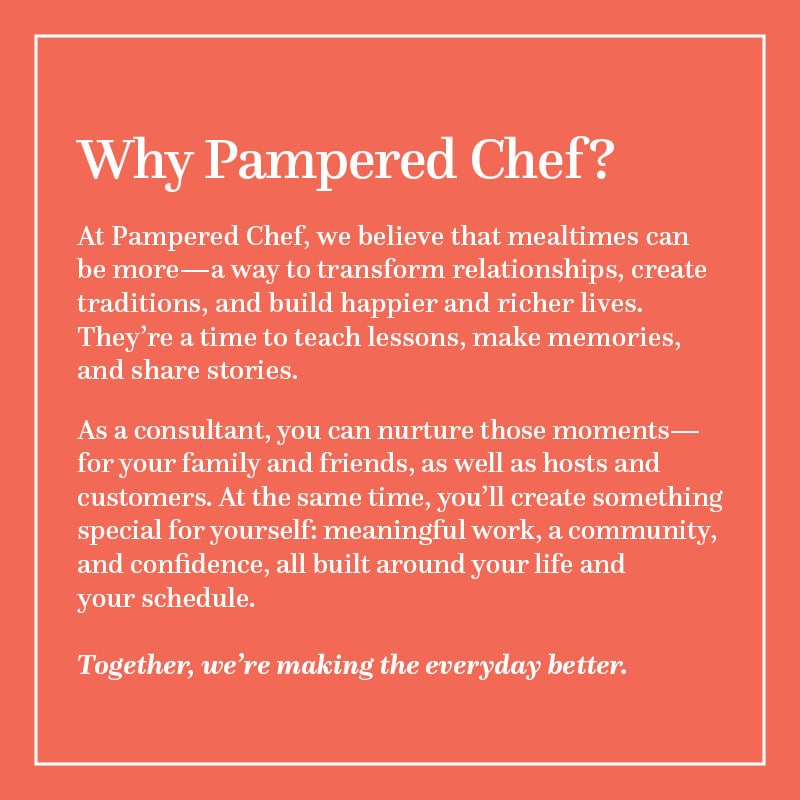 Why Pampered Chef?
At Pampered Chef, we believe that mealtimes can
be more—a way to transform relationships, create
traditions, and build happier and richer lives.
They’re a time to teach lessons, make memories,
and share stories.
As a consultant, you can nurture those moments—
for your family and friends, as well as hosts and
customers. At the same time, you’ll create something
special for yourself: meaningful work, a community,
and confidence, all built around your life and
your schedule.
Together, we’re making the everyday better.